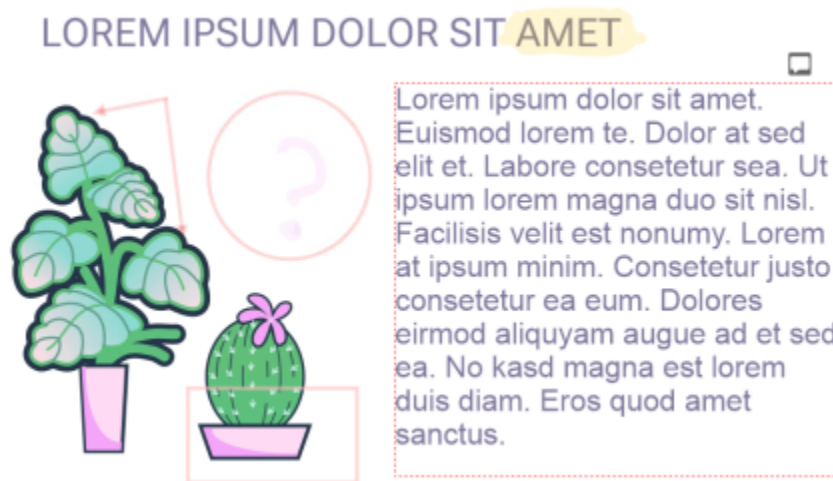 LOREM IPSUM DOLOR SIT AMET
?
Lorem ipsum dolor sit amet.
Euismod lorem te. Dolor at sed
elit et. Labore consetetur sea. Ut
ipsum lorem magna duo sit nisl.
Facilisis velit est nonumy. Lorem
at ipsum minim. Consetetur justo
consetetur ea eum. Dolores
eirmod aliquyam augue ad et sed
ea. No kasd magna est lorem
duis diam. Eros quod amet
sanctus.